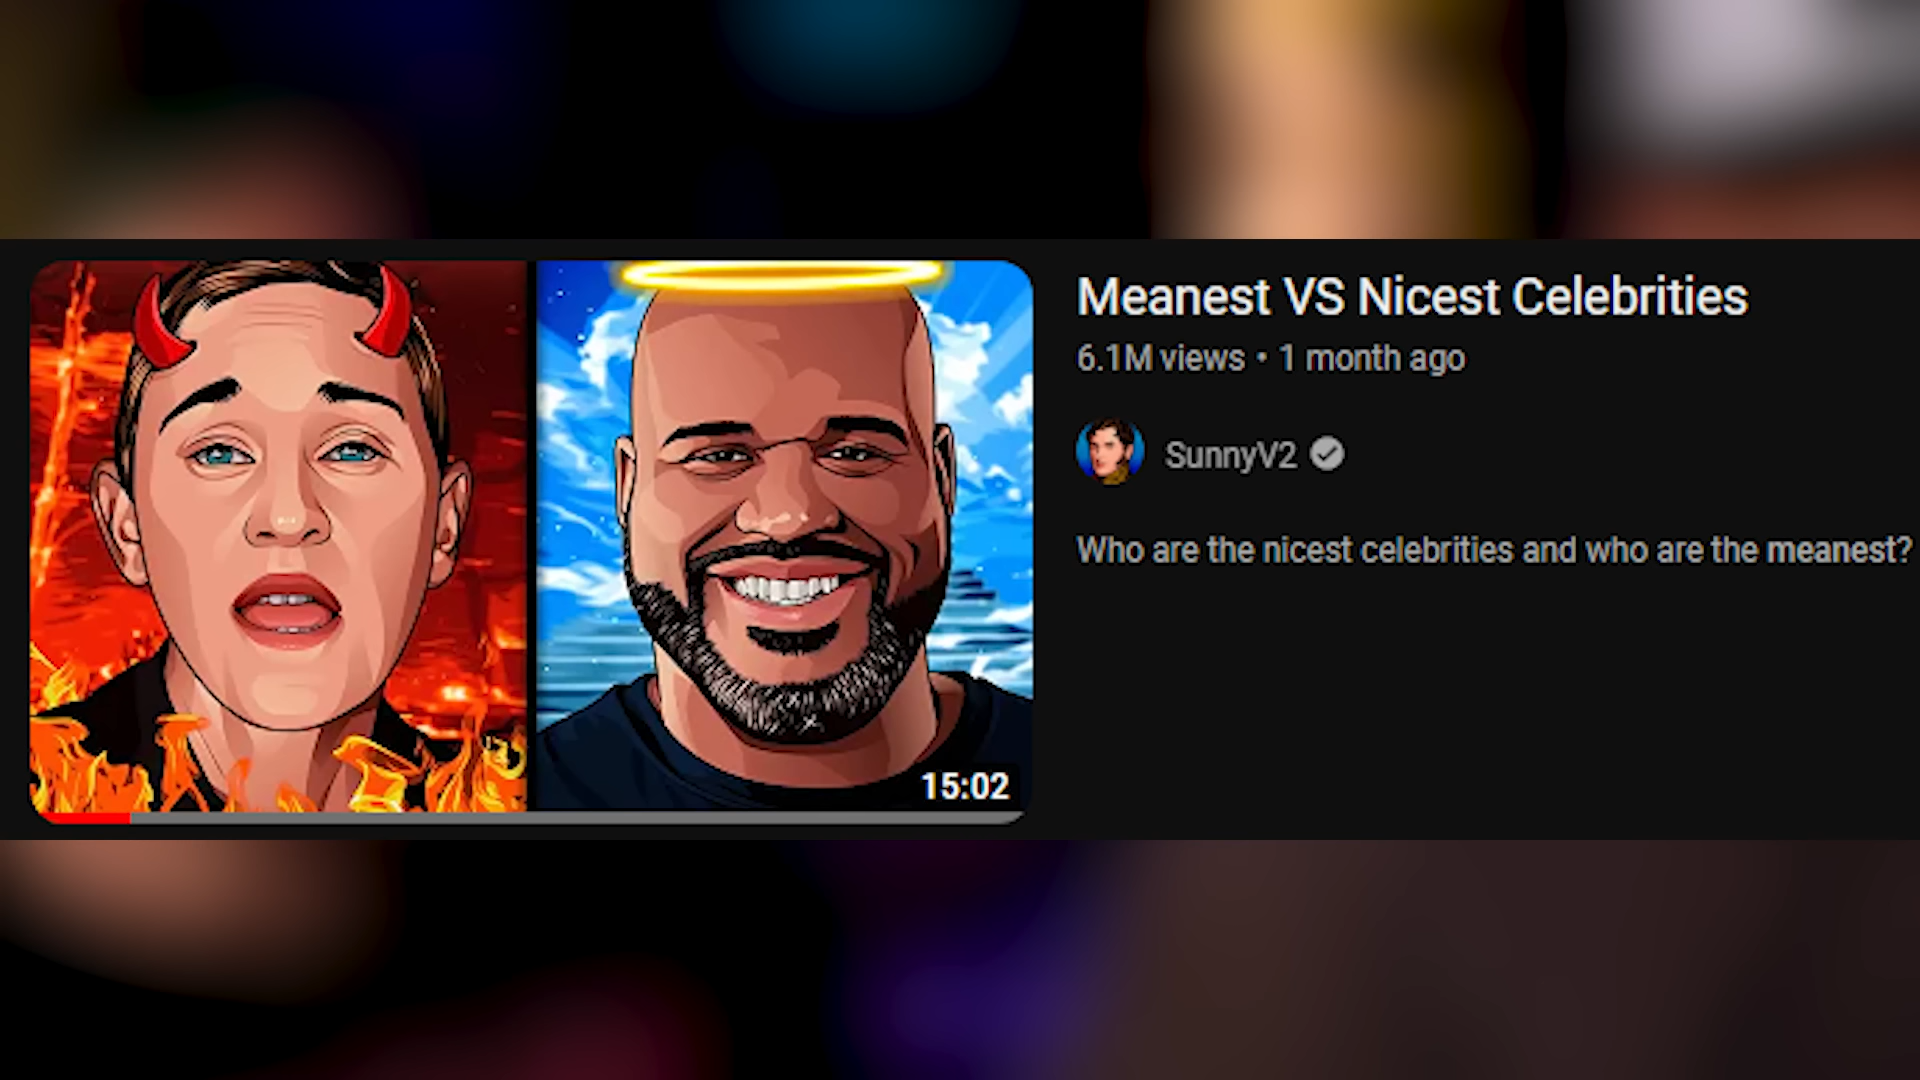 Meanest VS Nicest Celebrities
6.1M views • 1 month ago
SunnyV2
Who are the nicest celebrities and who are the meanest?
15:02